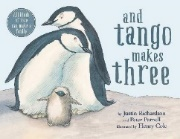 and
tango
makes
three
by Justin Richardson
and Peter Parnell
illustrated by Henry Cole